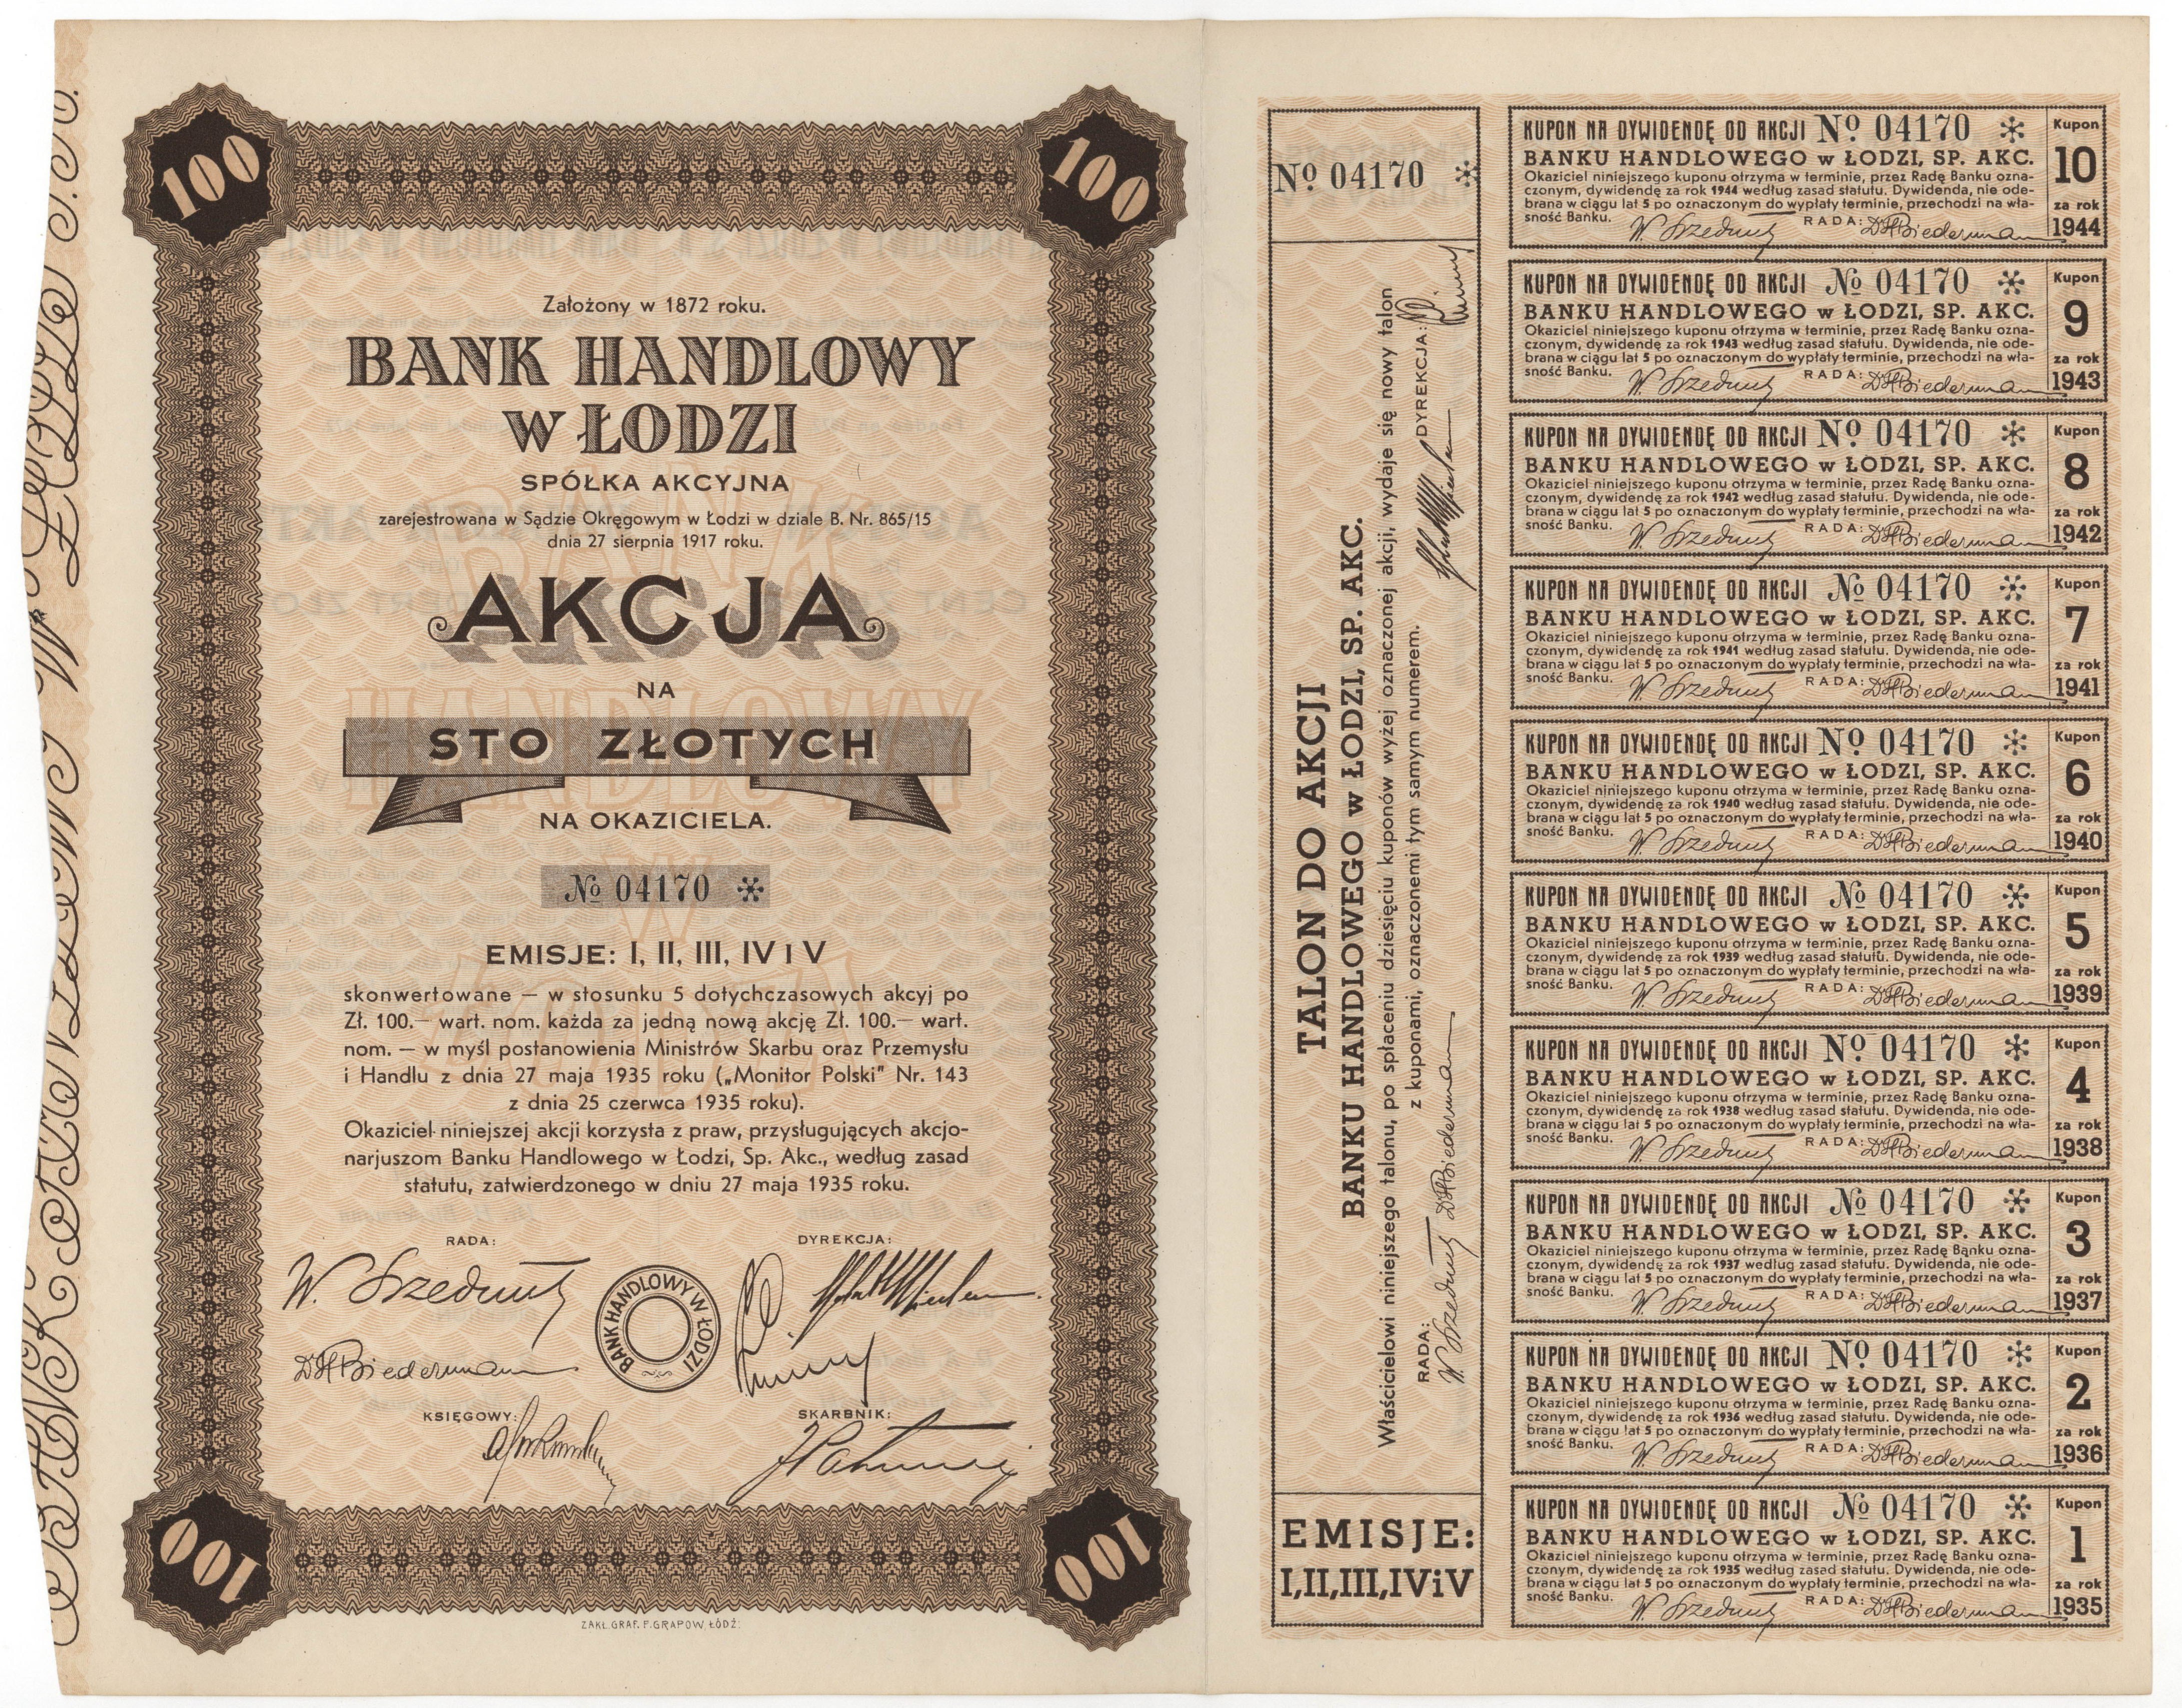 100
100
Założony w 1872 roku.
BANK HANDLOWY
W ŁODZI
SPÓŁKA AKCYJNA
zarejestrowana w Sądzie Okręgowym w Łodzi w dziale B. Nr. 865/15
dnia 27 sierpnia 1917 roku.
AKCJA
NA
STO ZŁOTYCH
NA OKAZICIELA.
№ 04170 *
EMISJE: I, II, III, IV I V
skonwertowane — w stosunku 5 dotychczasowych akcyj po
Zł. 100.— wart. nom. każda za jedną nową akcję Zł. 100.— wart.
nom. — w myśl postanowienia Ministrów Skarbu oraz Przemysłu
i Handlu z dnia 27 maja 1935 roku („Monitor Polski” Nr. 143
z dnia 25 czerwca 1935 roku).
Okaziciel niniejszej akcji korzysta z praw, przysługujących akcjo-
narjuszom Banku Handlowego w Łodzi, Sp. Akc., według zasad
statutu, zatwierdzonego w dniu 27 maja 1935 roku.
RADA:
DYREKCJA:
BANK HANDLOWY W ŁODZI
Biedermann
KSIĘGOWY:
SKARBNIK:
100
100
ZAKŁ. GRAF. F. GRAPOW, ŁÓDŹ.
№ 04170 *
TALON DO AKCJI
BANKU HANDLOWEGO w ŁODZI, SP. AKC.
Właścicielowi niniejszego talonu, po spłaceniu dziesięciu kuponów wyżej oznaczonej akcji, wydaje się nowy talon
z kuponami, oznaczonemi tym samym numerem.
RADA: Biedermann
DYREKCJA:
EMISJE:
I, II, III, IV i V
KUPON NA DYWIDENDĘ OD AKCJI № 04170 *
BANKU HANDLOWEGO w ŁODZI, SP. AKC.
Okaziciel niniejszego kuponu otrzyma w terminie, przez Radę Banku ozna-
czonym, dywidendę za rok 1944 według zasad statutu. Dywidenda, nie ode-
brana w ciągu lat 5 po oznaczonym do wypłaty terminie, przechodzi na wła-
sność Banku.
RADA: Biedermann
Kupon
10
za rok
1944
KUPON NA DYWIDENDĘ OD AKCJI № 04170 *
BANKU HANDLOWEGO w ŁODZI, SP. AKC.
Okaziciel niniejszego kuponu otrzyma w terminie, przez Radę Banku ozna-
czonym, dywidendę za rok 1943 według zasad statutu. Dywidenda, nie ode-
brana w ciągu lat 5 po oznaczonym do wypłaty terminie, przechodzi na wła-
sność Banku.
RADA: Biedermann
Kupon
9
za rok
1943
KUPON NA DYWIDENDĘ OD AKCJI № 04170 *
BANKU HANDLOWEGO w ŁODZI, SP. AKC.
Okaziciel niniejszego kuponu otrzyma w terminie, przez Radę Banku ozna-
czonym, dywidendę za rok 1942 według zasad statutu. Dywidenda, nie ode-
brana w ciągu lat 5 po oznaczonym do wypłaty terminie, przechodzi na wła-
sność Banku.
RADA: Biedermann
Kupon
8
za rok
1942
KUPON NA DYWIDENDĘ OD AKCJI № 04170 *
BANKU HANDLOWEGO w ŁODZI, SP. AKC.
Okaziciel niniejszego kuponu otrzyma w terminie, przez Radę Banku ozna-
czonym, dywidendę za rok 1941 według zasad statutu. Dywidenda, nie ode-
brana w ciągu lat 5 po oznaczonym do wypłaty terminie, przechodzi na wła-
sność Banku.
RADA: Biedermann
Kupon
7
za rok
1941
KUPON NA DYWIDENDĘ OD AKCJI № 04170 *
BANKU HANDLOWEGO w ŁODZI, SP. AKC.
Okaziciel niniejszego kuponu otrzyma w terminie, przez Radę Banku ozna-
czonym, dywidendę za rok 1940 według zasad statutu. Dywidenda, nie ode-
brana w ciągu lat 5 po oznaczonym do wypłaty terminie, przechodzi na wła-
sność Banku.
RADA: Biedermann
Kupon
6
za rok
1940
KUPON NA DYWIDENDĘ OD AKCJI № 04170 *
BANKU HANDLOWEGO w ŁODZI, SP. AKC.
Okaziciel niniejszego kuponu otrzyma w terminie, przez Radę Banku ozna-
czonym, dywidendę za rok 1939 według zasad statutu. Dywidenda, nie ode-
brana w ciągu lat 5 po oznaczonym do wypłaty terminie, przechodzi na wła-
sność Banku.
RADA: Biedermann
Kupon
5
za rok
1939
KUPON NA DYWIDENDĘ OD AKCJI № 04170 *
BANKU HANDLOWEGO w ŁODZI, SP. AKC.
Okaziciel niniejszego kuponu otrzyma w terminie, przez Radę Banku ozna-
czonym, dywidendę za rok 1938 według zasad statutu. Dywidenda, nie ode-
brana w ciągu lat 5 po oznaczonym do wypłaty terminie, przechodzi na wła-
sność Banku.
RADA: Biedermann
Kupon
4
za rok
1938
KUPON NA DYWIDENDĘ OD AKCJI № 04170 *
BANKU HANDLOWEGO w ŁODZI, SP. AKC.
Okaziciel niniejszego kuponu otrzyma w terminie, przez Radę Banku ozna-
czonym, dywidendę za rok 1937 według zasad statutu. Dywidenda, nie ode-
brana w ciągu lat 5 po oznaczonym do wypłaty terminie, przechodzi na wła-
sność Banku.
RADA: Biedermann
Kupon
3
za rok
1937
KUPON NA DYWIDENDĘ OD AKCJI № 04170 *
BANKU HANDLOWEGO w ŁODZI, SP. AKC.
Okaziciel niniejszego kuponu otrzyma w terminie, przez Radę Banku ozna-
czonym, dywidendę za rok 1936 według zasad statutu. Dywidenda, nie ode-
brana w ciągu lat 5 po oznaczonym do wypłaty terminie, przechodzi na wła-
sność Banku.
RADA: Biedermann
Kupon
2
za rok
1936
KUPON NA DYWIDENDĘ OD AKCJI № 04170 *
BANKU HANDLOWEGO w ŁODZI, SP. AKC.
Okaziciel niniejszego kuponu otrzyma w terminie, przez Radę Banku ozna-
czonym, dywidendę za rok 1935 według zasad statutu. Dywidenda, nie ode-
brana w ciągu lat 5 po oznaczonym do wypłaty terminie, przechodzi na wła-
sność Banku.
RADA: Biedermann
Kupon
1
za rok
1935